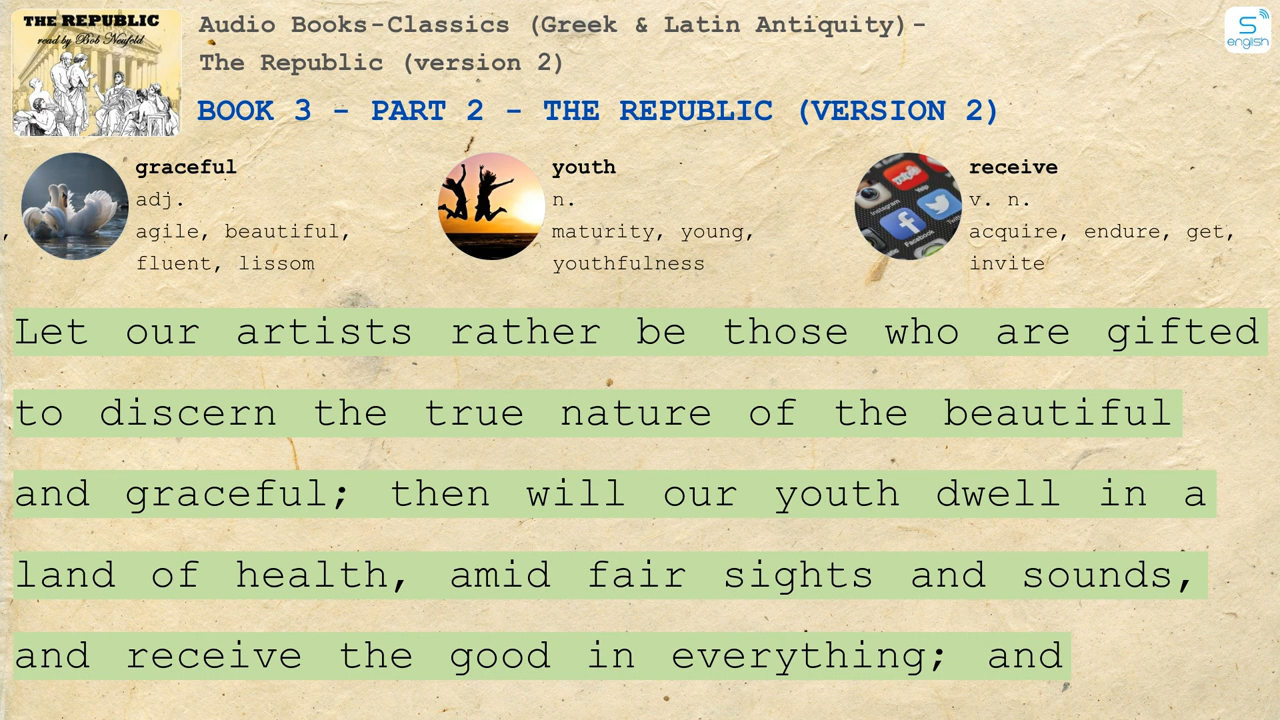 THE REPUBLIC
read by Bob Neufeld
Audio Books-Classics (Greek & Latin Antiquity)-
The Republic (version 2)
S
english
BOOK 3 - PART 2 - THE REPUBLIC (VERSION 2)
graceful
adj.
agile, beautiful,
fluent, lissom
youth
n.
maturity, young,
youthfulness
Yelp
Instagram
Facebook
receive
v. n.
acquire, endure, get,
invite
Let our artists rather be those who are gifted
to discern the true nature of the beautiful
and graceful; then will our youth dwell in a
land of health, amid fair sights and sounds,
and receive the good in everything; and